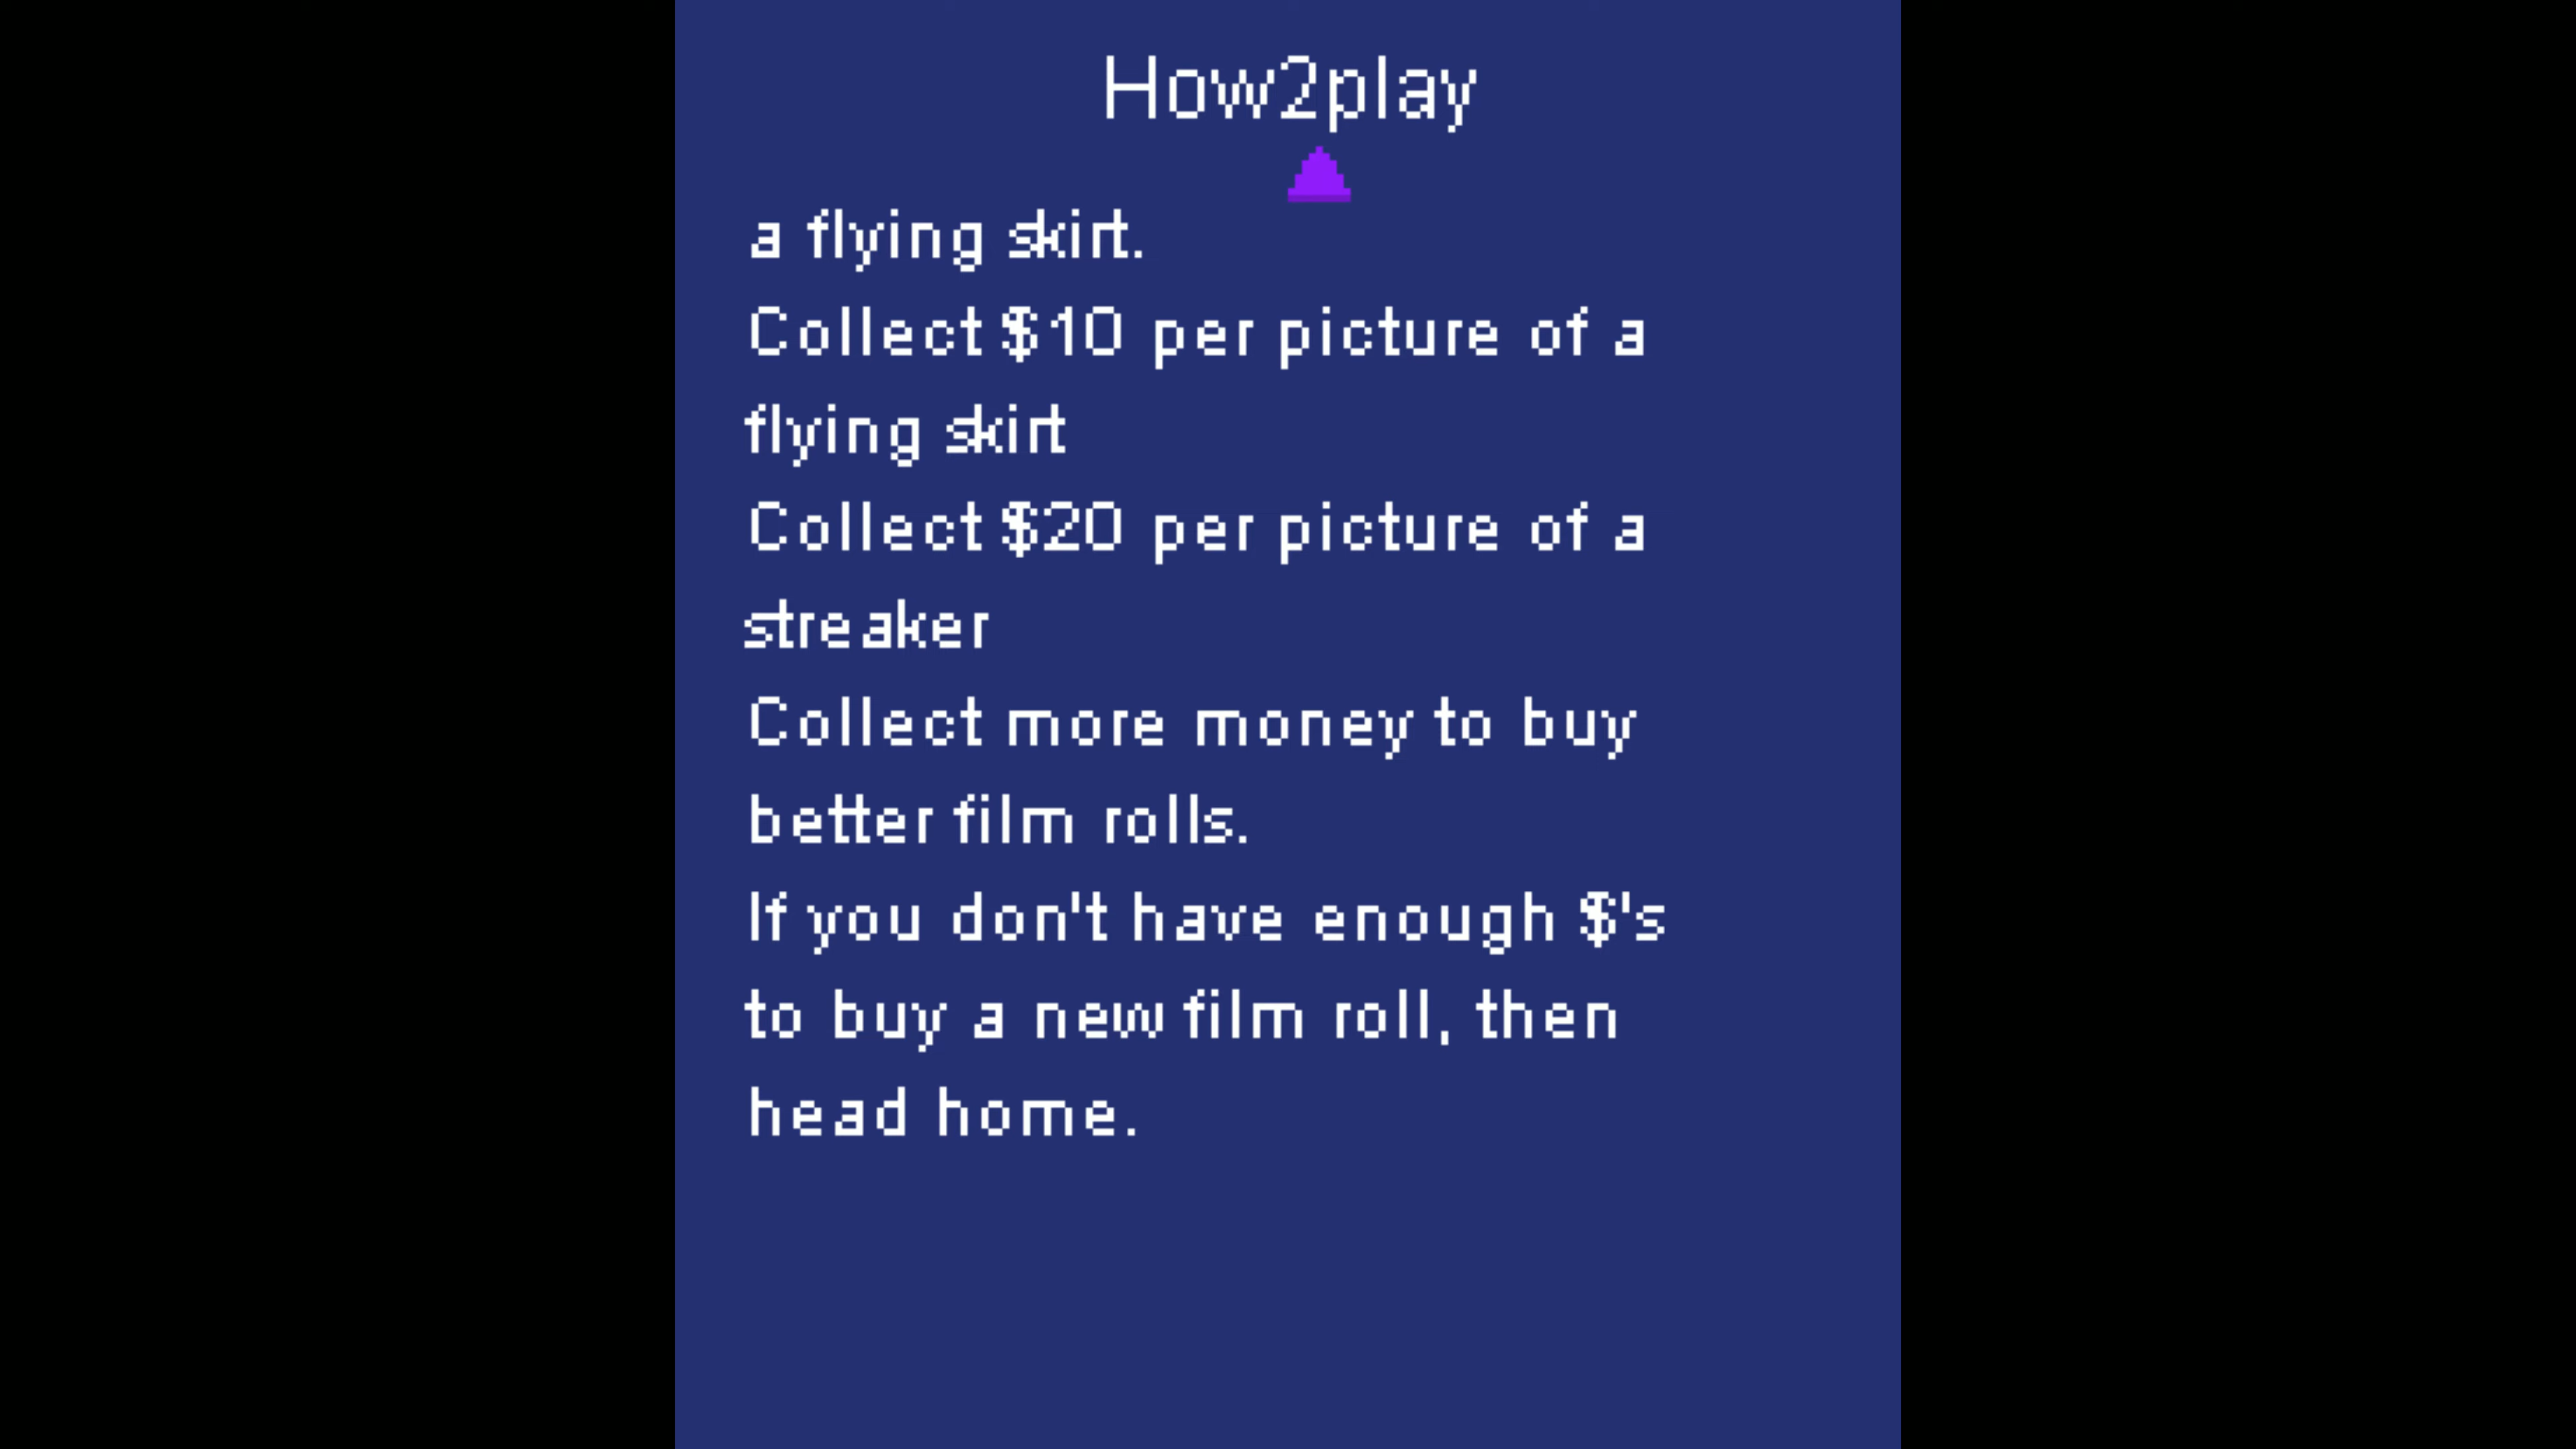 How2play
a flying skirt.
Collect $10 per picture of a
flying skirt
Collect $20 per picture of a
streaker
Collect more money to buy
better film rolls.
If you don't have enough $'s
to buy a new film roll, then
head home.